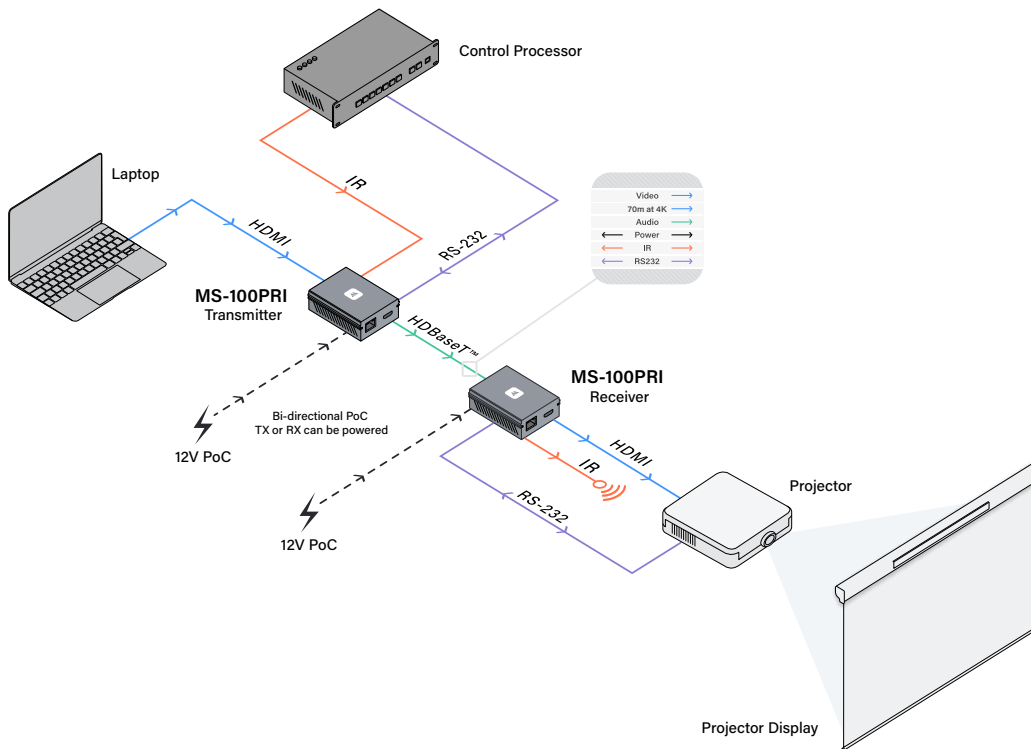 Control Processor
Laptop
IR
HDMI
RS-232
Video
70m at 4K
Audio
Power
IR
RS232
MS-100PRI
Transmitter
HDBaseT™
MS-100PRI
Receiver
Bi-directional PoC
TX or RX can be powered
12V PoC
HDMI
IR
RS-232
Projector
12V PoC
Projector Display